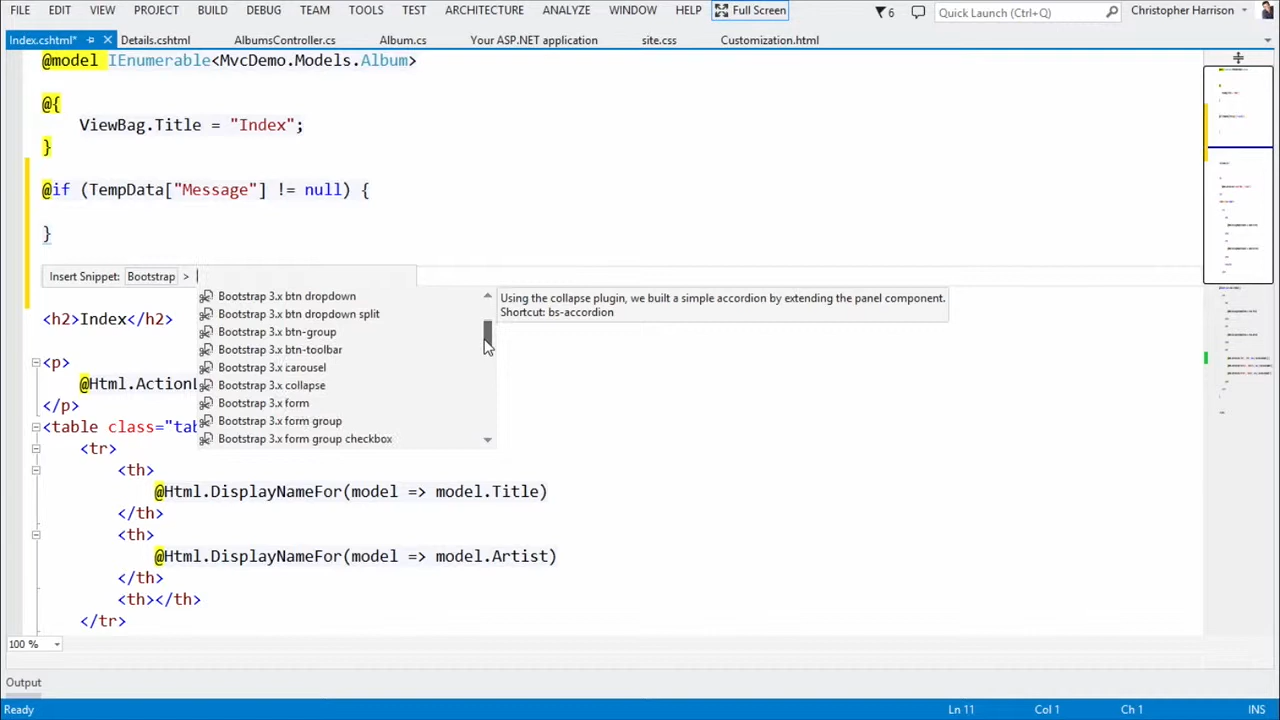 FILE EDIT VIEW PROJECT BUILD DEBUG TEAM TOOLS TEST ARCHITECTURE ANALYZE WINDOW HELP Full Screen 6 Quick Launch (Ctrl+Q) Christopher Harrison
Index.cshtml* Details.cshtml AlbumsController.cs Album.cs Your ASP.NET application site.css Customization.html
@model IEnumerable<MvcDemo.Models.Album>
@{
ViewBag.Title = "Index";
}
@if (TempData["Message"] != null) {
}
Insert Snippet: Bootstrap >
Bootstrap 3.x btn dropdown
Bootstrap 3.x btn dropdown split
Bootstrap 3.x btn-group
Bootstrap 3.x btn-toolbar
Bootstrap 3.x carousel
Bootstrap 3.x collapse
Bootstrap 3.x form
Bootstrap 3.x form group
Bootstrap 3.x form group checkbox
Using the collapse plugin, we built a simple accordion by extending the panel component.
Shortcut: bs-accordion
<h2>Index</h2>
<p>
@Html.ActionL
</p>
<table class="tab
<tr>
<th>
@Html.DisplayNameFor(model => model.Title)
</th>
<th>
@Html.DisplayNameFor(model => model.Artist)
</th>
<th></th>
</tr>
100 %
Output
Ready Ln 11 Col 1 Ch 1 INS